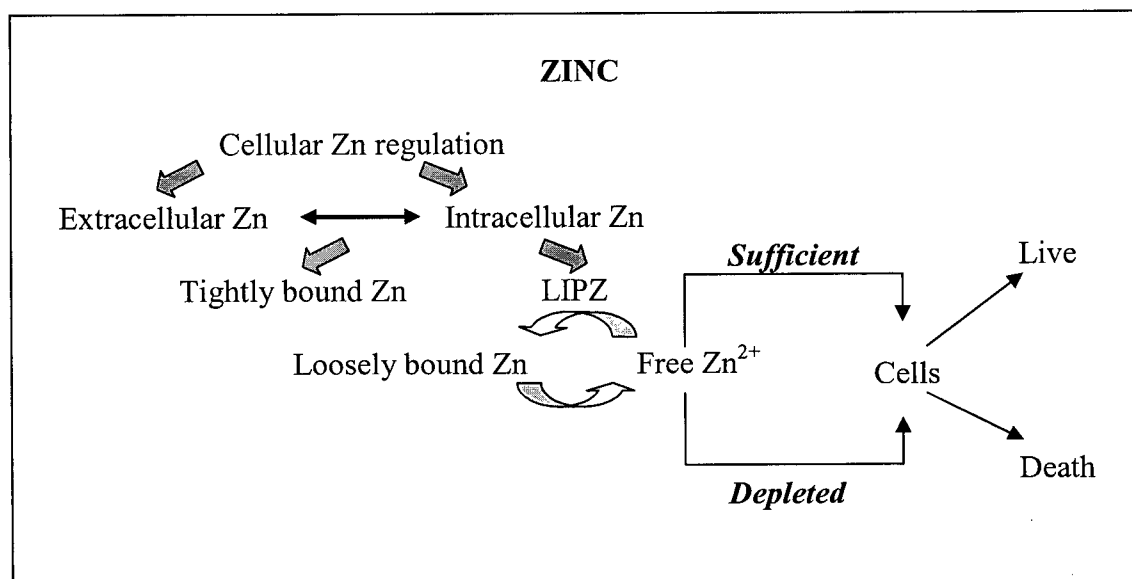 ZINC
Cellular Zn regulation
Extracellular Zn
Intracellular Zn
Tightly bound Zn
LIPZ
Loosely bound Zn
Free Zn²⁺
Sufficient
Depleted
Cells
Live
Death